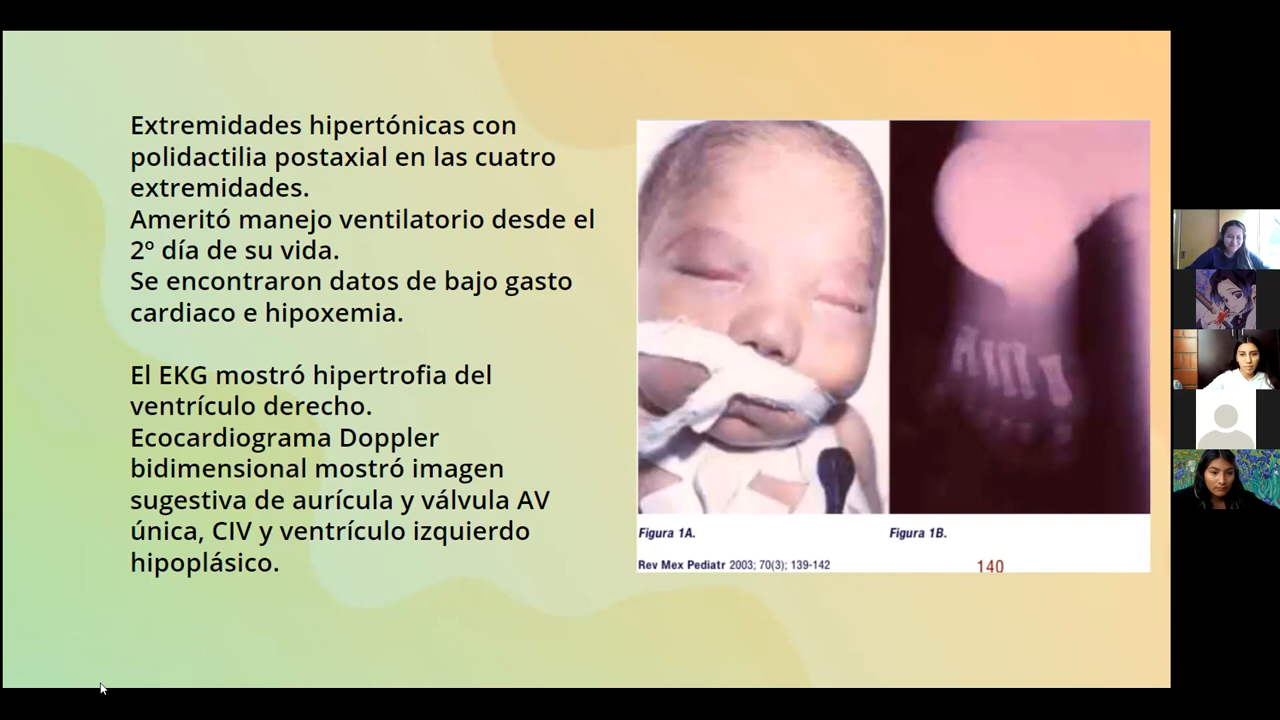 Extremidades hipertónicas con
polidactilia postaxial en las cuatro
extremidades.
Ameritó manejo ventilatorio desde el
2º día de su vida.
Se encontraron datos de bajo gasto
cardiaco e hipoxemia.
El EKG mostró hipertrofia del
ventrículo derecho.
Ecocardiograma Doppler
bidimensional mostró imagen
sugestiva de aurícula y válvula AV
única, CIV y ventrículo izquierdo
hipoplásico.
Figura 1A.
Figura 1B.
Rev Mex Pediatr 2003; 70(3); 139-142
140